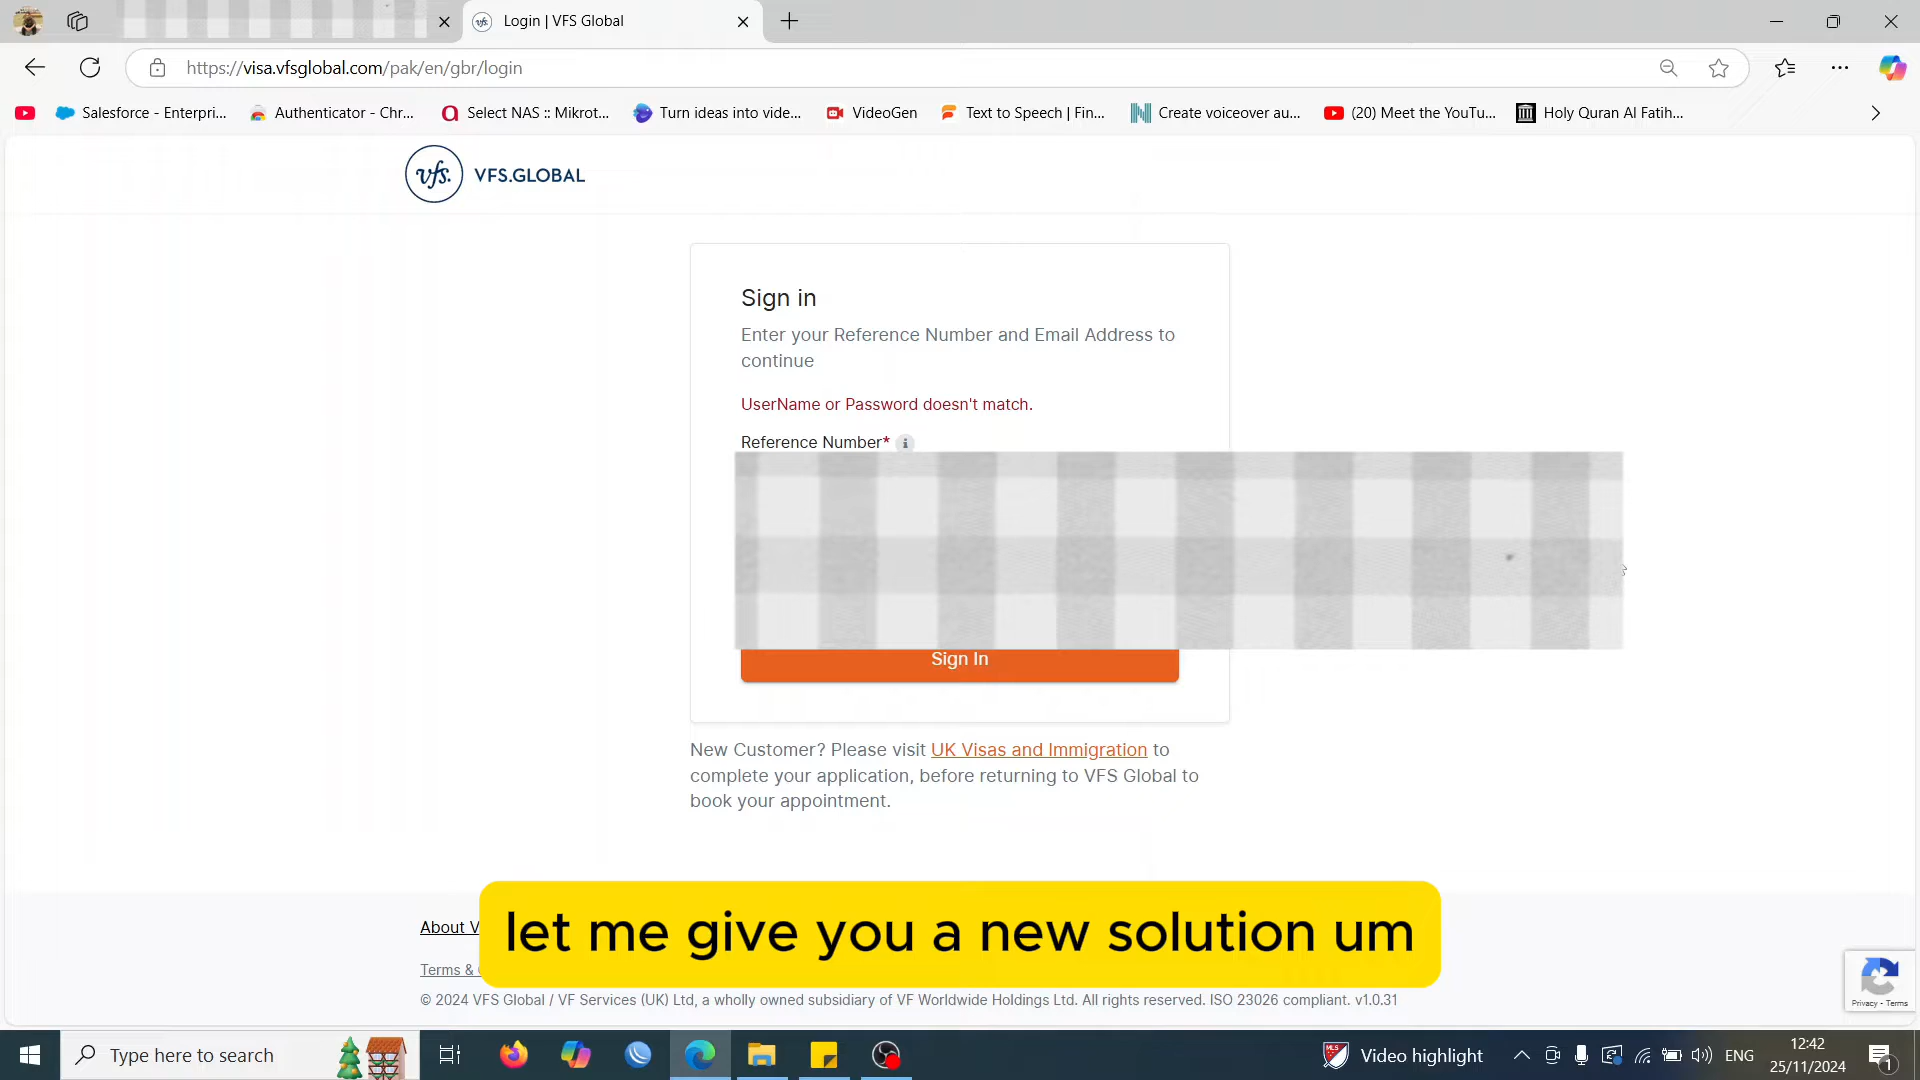 Login | VFS Global
https://visa.vfsglobal.com/pak/en/gbr/login
Salesforce - Enterpri...
Authenticator - Chr...
Select NAS :: Mikrot...
Turn ideas into vide...
VideoGen
Text to Speech | Fin...
Create voiceover au...
(20) Meet the YouTu...
Holy Quran Al Fatih...
vfs. VFS.GLOBAL
Sign in
Enter your Reference Number and Email Address to
continue
UserName or Password doesn't match.
Reference Number* i
Sign In
New Customer? Please visit UK Visas and Immigration to
complete your application, before returning to VFS Global to
book your appointment.
About V
let me give you a new solution um
Terms &
© 2024 VFS Global / VF Services (UK) Ltd, a wholly owned subsidiary of VF Worldwide Holdings Ltd. All rights reserved. ISO 23026 compliant. v1.0.31
Privacy - Terms
Type here to search
MLS
Video highlight
ENG
12:42
25/11/2024
1